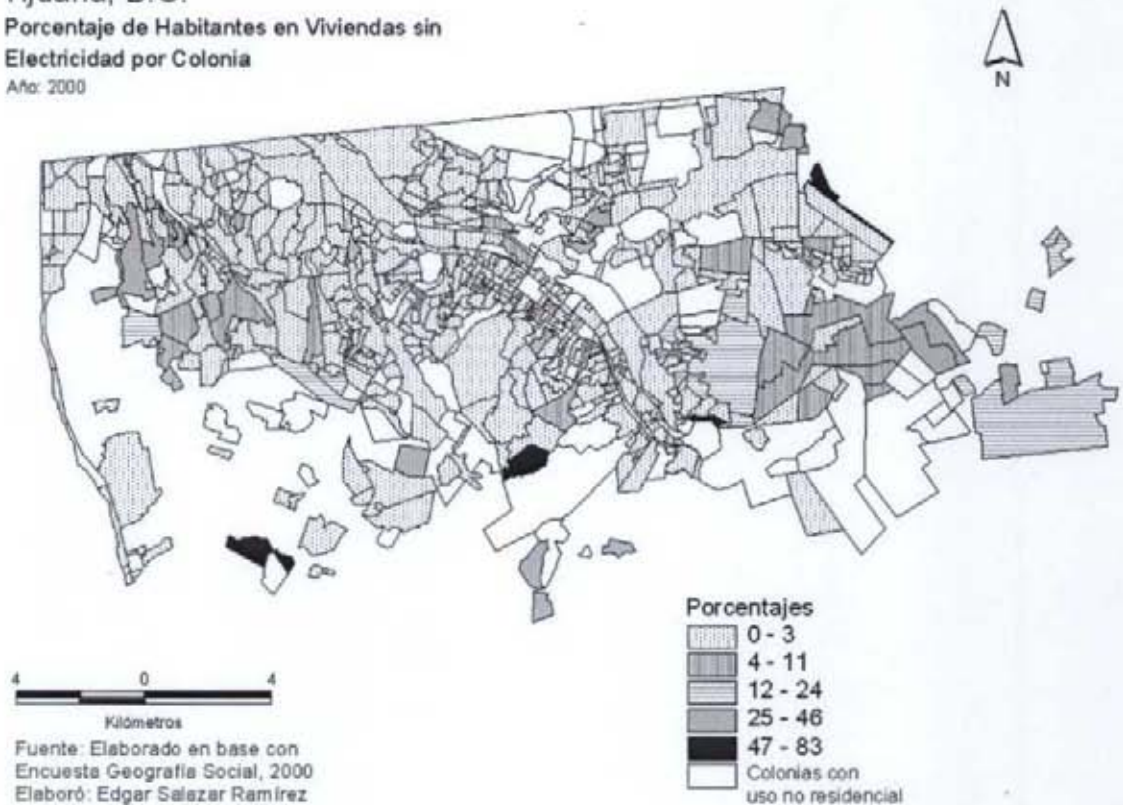 Porcentaje de Habitantes en Viviendas sin
Electricidad por Colonia
Año: 2000
N
Porcentajes
0 - 3
4 - 11
12 - 24
25 - 46
47 - 83
Colonias con
uso no residencial
4 0 4
Kilómetros
Fuente: Elaborado en base con
Encuesta Geografía Social, 2000
Elaboró: Edgar Salazar Ramírez